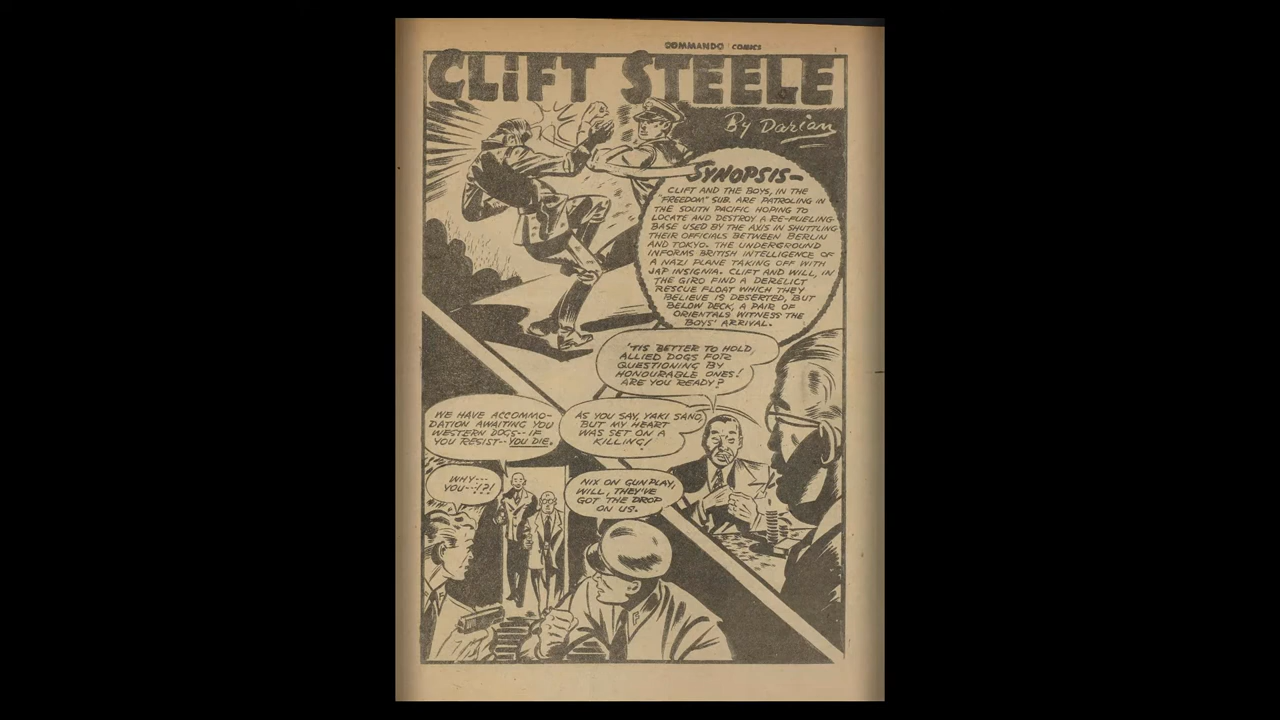 COMMANDO COMICS
1
CLIFT STEELE
By Darian
SYNOPSIS—
CLIFT AND THE BOYS, IN THE
"FREEDOM" SUB. ARE PATROLING IN
THE SOUTH PACIFIC HOPING TO
LOCATE AND DESTROY A RE-FUELING
BASE USED BY THE AXIS IN SHUTTLING
THEIR OFFICIALS BETWEEN BERLIN
AND TOKYO. THE UNDERGROUND
INFORMS BRITISH INTELLIGENCE OF
A NAZI PLANE TAKING OFF WITH
JAP INSIGNIA. CLIFT AND WILL, IN
THE GIRO FIND A DERELICT
RESCUE FLOAT WHICH THEY
BELIEVE IS DESERTED, BUT
BELOW DECK, A PAIR OF
ORIENTALS WITNESS THE
BOYS' ARRIVAL.
'TIS BETTER TO HOLD
ALLIED DOGS FOR
QUESTIONING BY
HONOURABLE ONES!
ARE YOU READY?
AS YOU SAY, YAKI SANO,
BUT MY HEART
WAS SET ON A
KILLING!
WE HAVE ACCOMMO-
DATION AWAITING YOU
WESTERN DOGS--IF
YOU RESIST--YOU DIE.
WHY---
YOU--!?!
NIX ON GUNPLAY,
WILL, THEY'VE
GOT THE DROP
ON US.
F